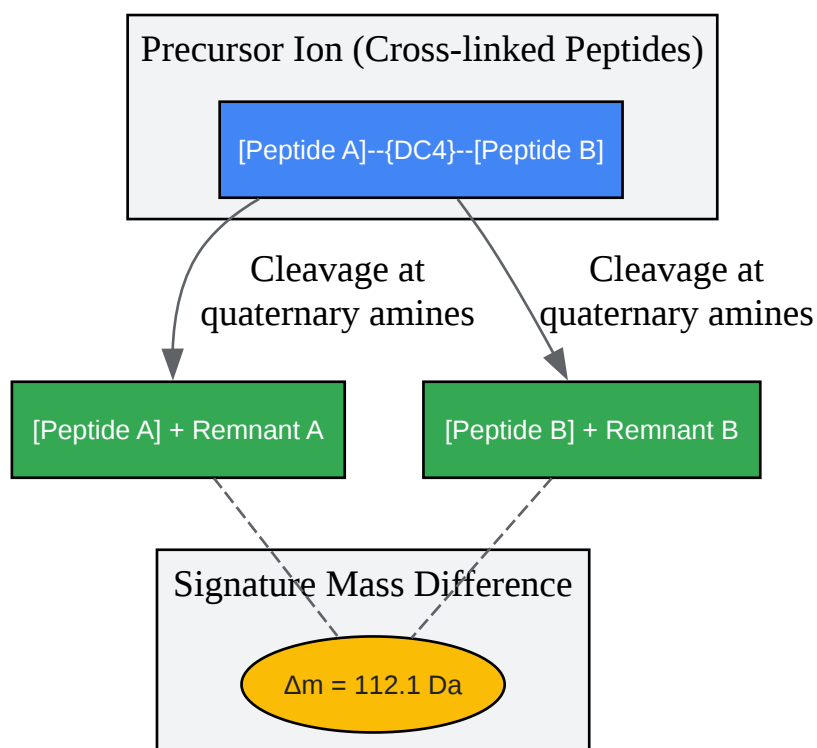 Precursor Ion (Cross-linked Peptides)
[Peptide A]--{DC4}--[Peptide B]
Cleavage at
quaternary amines
Cleavage at
quaternary amines
[Peptide A] + Remnant A
[Peptide B] + Remnant B
Signature Mass Difference
Δm = 112.1 Da